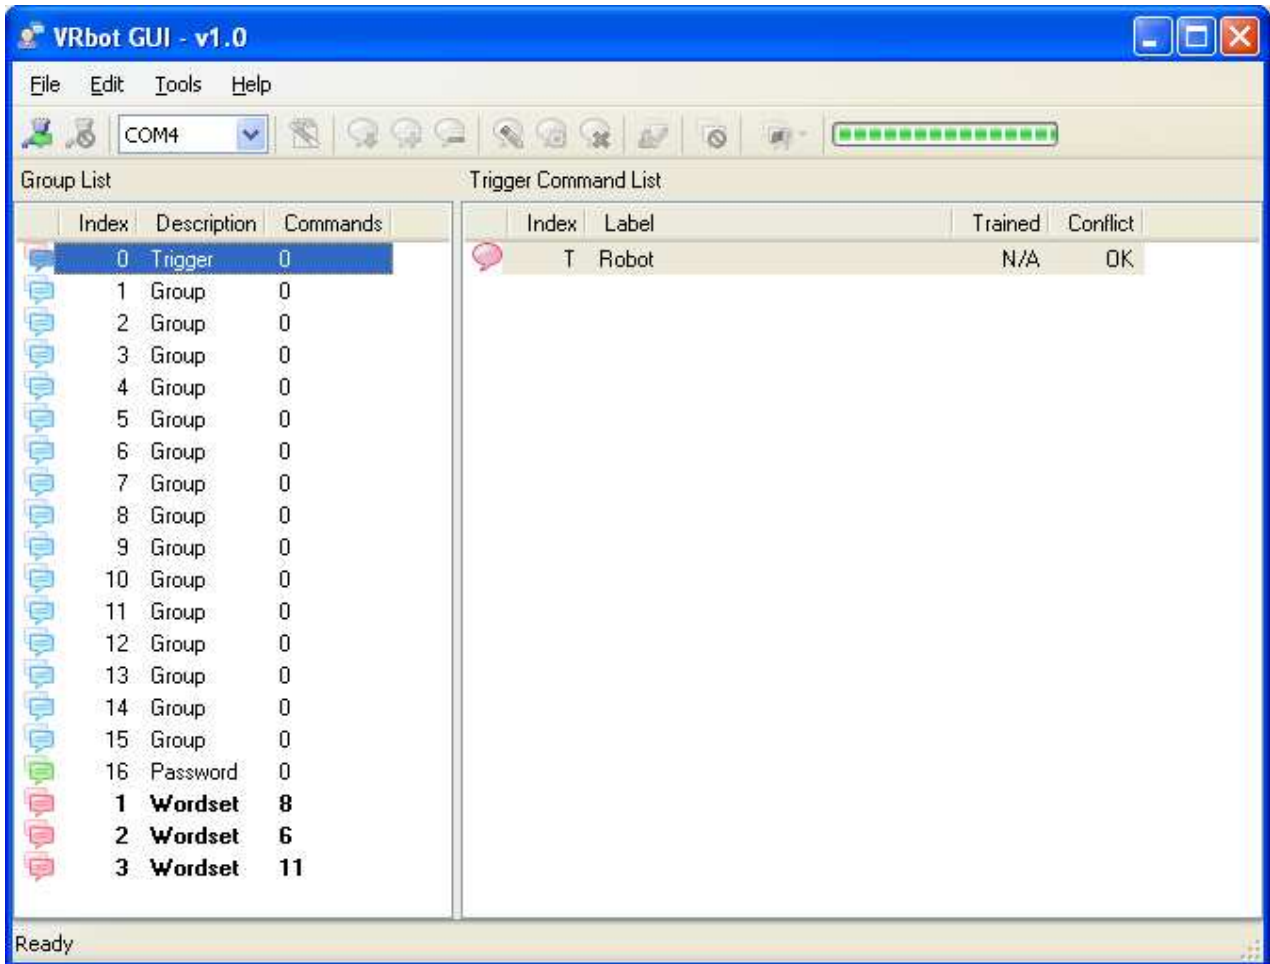 VRbot GUI - v1.0
File Edit Tools Help
COM4
Group List Trigger Command List
Index Description Commands Index Label Trained Conflict
0 Trigger 0 T Robot N/A OK
1 Group 0
2 Group 0
3 Group 0
4 Group 0
5 Group 0
6 Group 0
7 Group 0
8 Group 0
9 Group 0
10 Group 0
11 Group 0
12 Group 0
13 Group 0
14 Group 0
15 Group 0
16 Password 0
1 Wordset 8
2 Wordset 6
3 Wordset 11
Ready